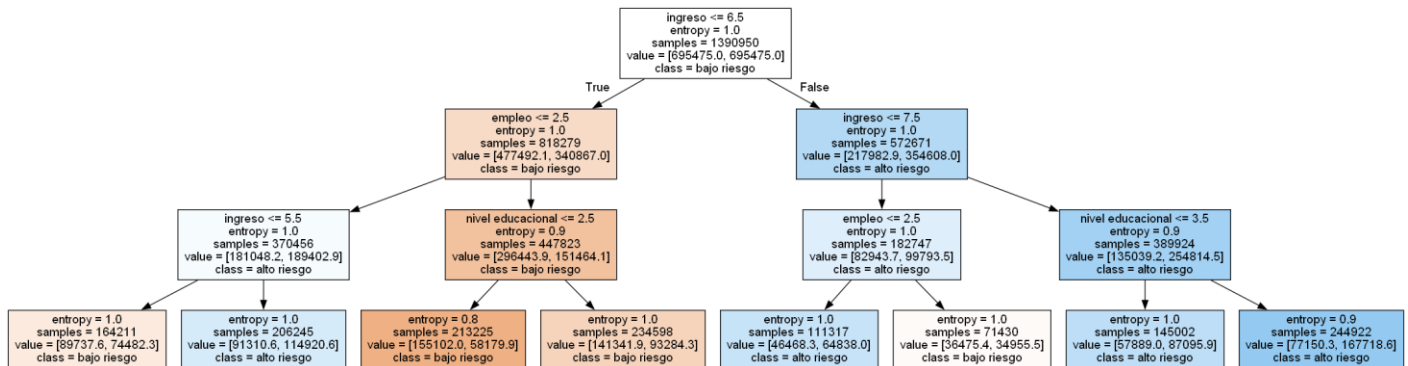 ingreso <= 6.5
entropy = 1.0
samples = 1390950
value = [695475.0, 695475.0]
class = bajo riesgo
True
False
empleo <= 2.5
entropy = 1.0
samples = 818279
value = [477492.1, 340867.0]
class = bajo riesgo
ingreso <= 7.5
entropy = 1.0
samples = 572671
value = [217982.9, 354608.0]
class = alto riesgo
ingreso <= 5.5
entropy = 1.0
samples = 370456
value = [181048.2, 189402.9]
class = alto riesgo
nivel educacional <= 2.5
entropy = 0.9
samples = 447823
value = [296443.9, 151464.1]
class = bajo riesgo
empleo <= 2.5
entropy = 1.0
samples = 182747
value = [82943.7, 99793.5]
class = alto riesgo
nivel educacional <= 3.5
entropy = 0.9
samples = 389924
value = [135039.2, 254814.5]
class = alto riesgo
entropy = 1.0
samples = 164211
value = [89737.6, 74482.3]
class = bajo riesgo
entropy = 1.0
samples = 206245
value = [91310.6, 114920.6]
class = alto riesgo
entropy = 0.8
samples = 213225
value = [155102.0, 58179.9]
class = bajo riesgo
entropy = 1.0
samples = 234598
value = [141341.9, 93284.3]
class = bajo riesgo
entropy = 1.0
samples = 111317
value = [46468.3, 64838.0]
class = alto riesgo
entropy = 1.0
samples = 71430
value = [36475.4, 34955.5]
class = bajo riesgo
entropy = 1.0
samples = 145002
value = [57889.0, 87095.9]
class = alto riesgo
entropy = 0.9
samples = 244922
value = [77150.3, 167718.6]
class = alto riesgo